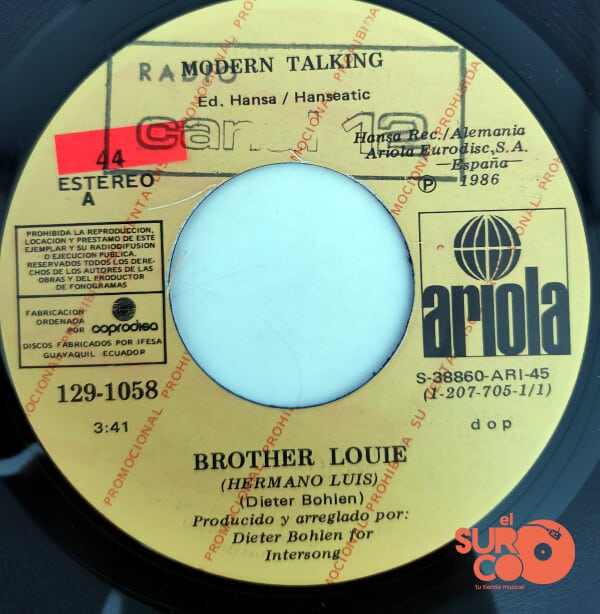 MODERN TALKING
RADIO
Ed. Hansa / Hanseatic
canal 12
Hansa Rec./Alemania
Ariola Eurodisc, S.A.
—España—
Ⓟ 1986
44
ESTEREO
A
PROHIBIDA LA REPRODUCCION,
LOCACION Y PRESTAMO DE ESTE
EJEMPLAR Y SU RADIODIFUSION
O EJECUCION PUBLICA.
RESERVADOS TODOS LOS DERE-
CHOS DE LOS AUTORES DE LAS
OBRAS Y DEL PRODUCTOR
DE FONOGRAMAS
FABRICACION
ORDENADA
POR
coprodisa
DISCOS FABRICADOS POR IFESA
GUAYAQUIL ECUADOR
ariola
129-1058
3:41
S-38860-ARI-45
(1-207-705-1/1)
dop
BROTHER LOUIE
(HERMANO LUIS)
(Dieter Bohlen)
Producido y arreglado por:
Dieter Bohlen for
Intersong
PROMOCIONAL PROHIBIDA SU VENTA
el
SURCO
tu tienda musical